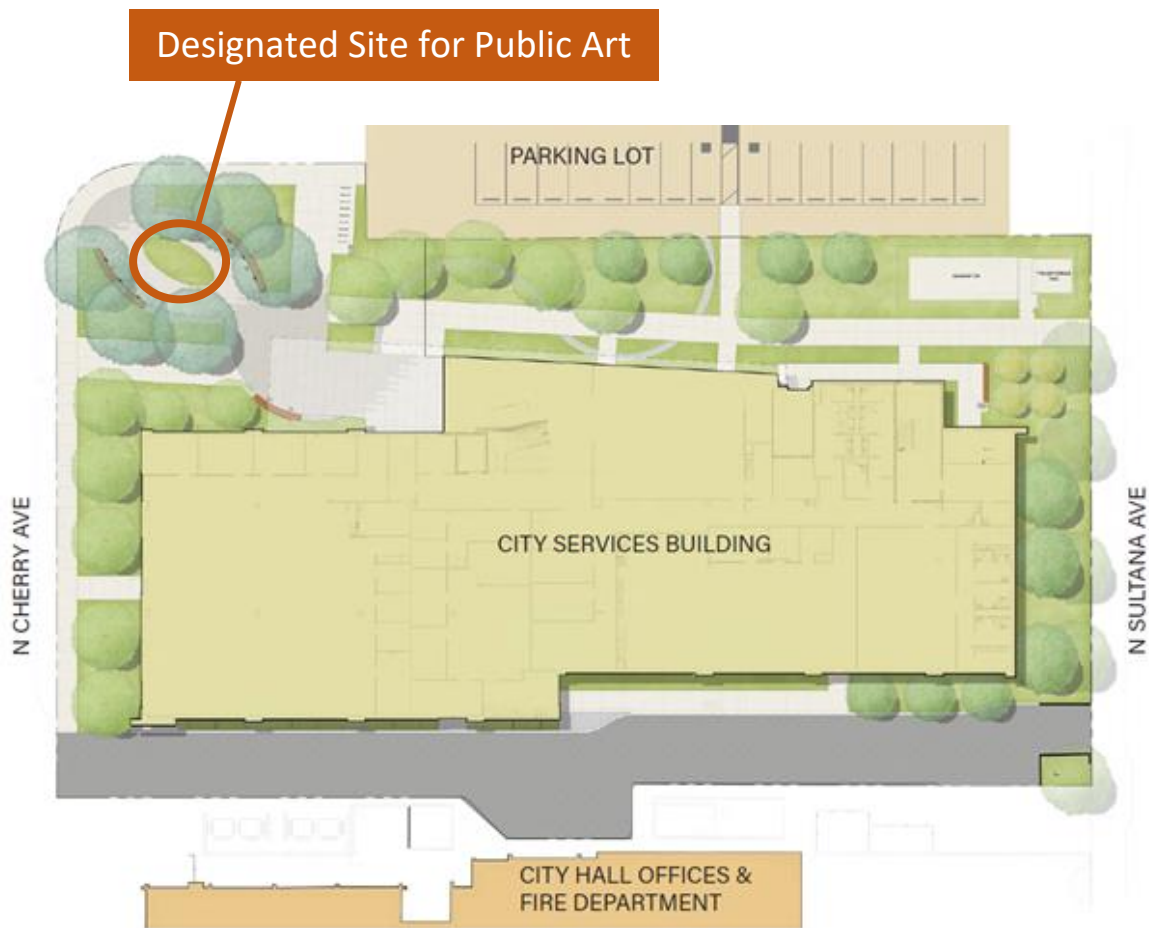 Designated Site for Public Art
PARKING LOT
CITY SERVICES BUILDING
N CHERRY AVE
N SULTANA AVE
CITY HALL OFFICES &
FIRE DEPARTMENT